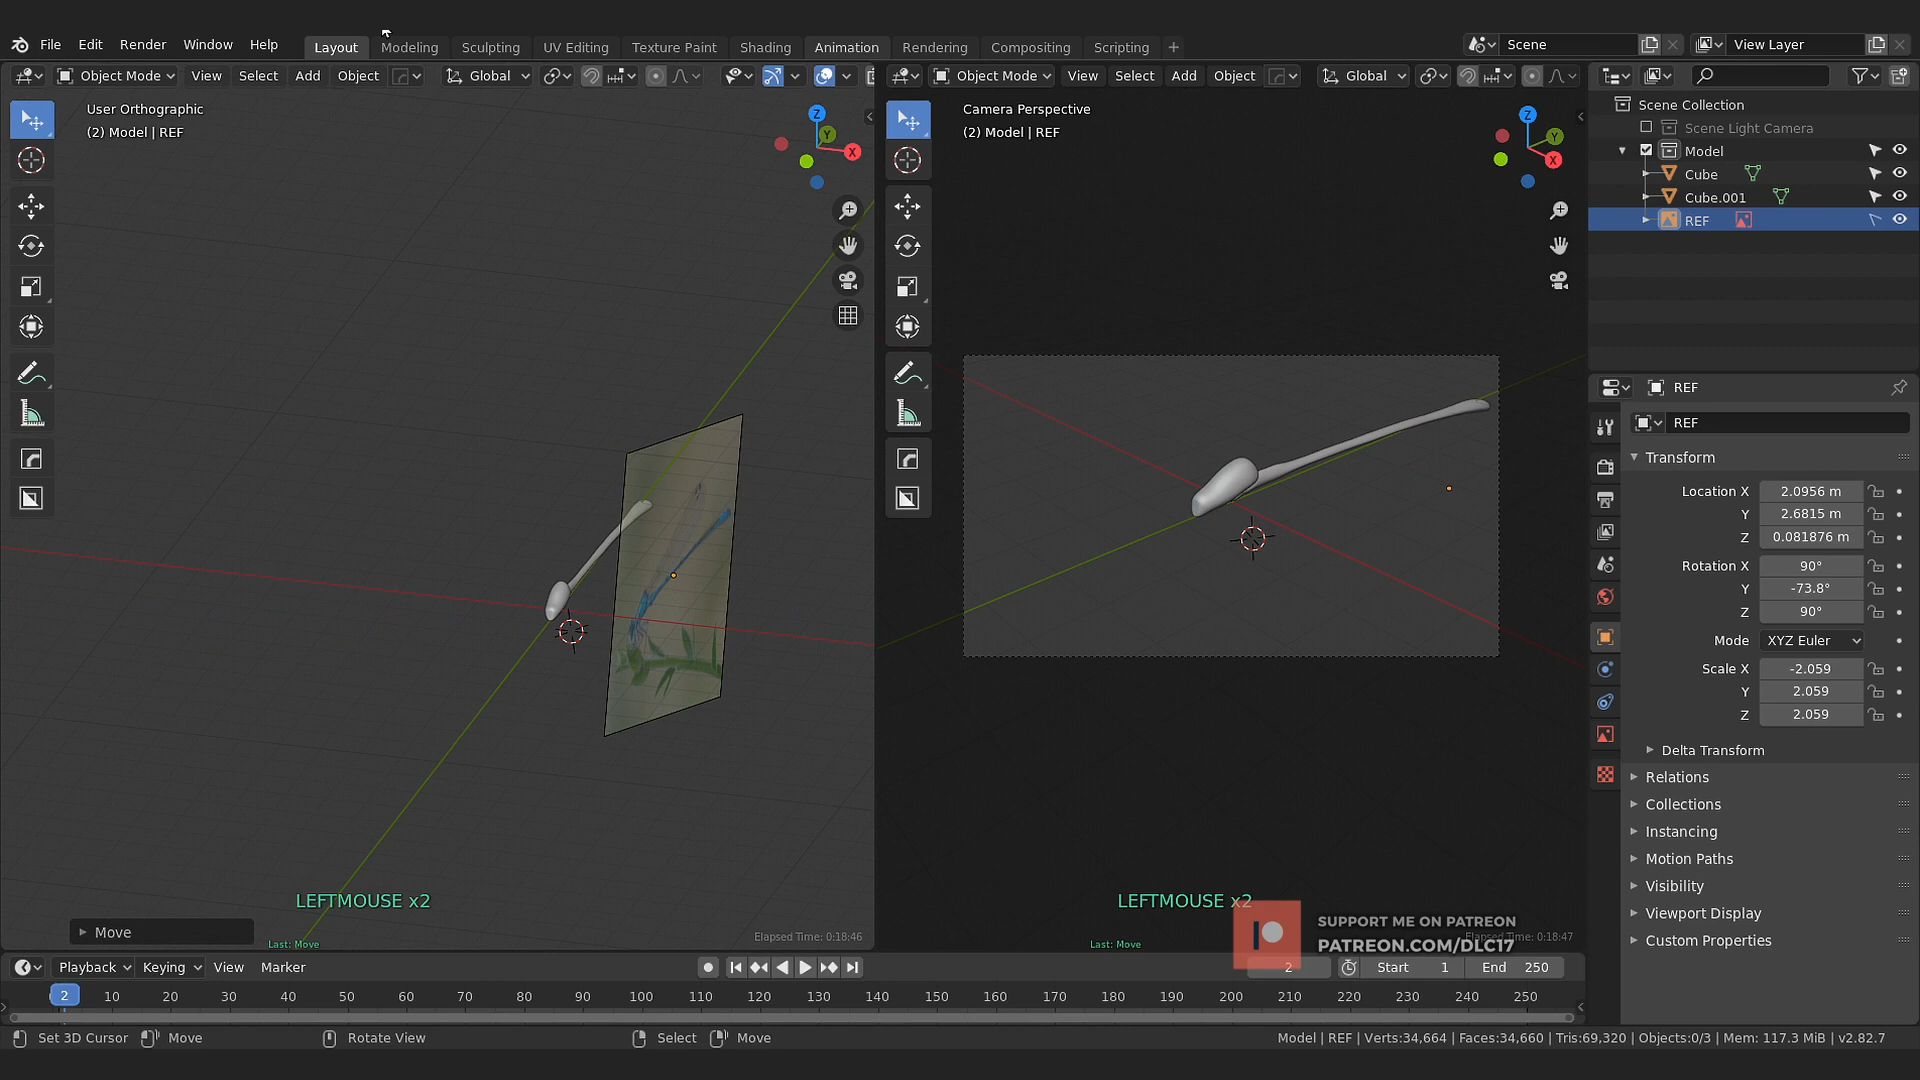 File Edit Render Window Help Layout Modeling Sculpting UV Editing Texture Paint Shading Animation Rendering Compositing Scripting + Scene View Layer
Object Mode View Select Add Object Global
Object Mode View Select Add Object Global
User Orthographic
(2) Model | REF
Z
Y
X
Camera Perspective
(2) Model | REF
Z
Y
X
Scene Collection
Scene Light Camera
Model
Cube
Cube.001
REF
REF
REF
Transform
Location X 2.0956 m
Y 2.6815 m
Z 0.081876 m
Rotation X 90°
Y -73.8°
Z 90°
Mode XYZ Euler
Scale X -2.059
Y 2.059
Z 2.059
Delta Transform
Relations
Collections
Instancing
Motion Paths
Visibility
Viewport Display
Custom Properties
LEFTMOUSE x2
Move
Last: Move
Elapsed Time: 0:18:46
LEFTMOUSE x2
Last: Move
SUPPORT ME ON PATREON
PATREON.COM/DLC17
Elapsed Time: 0:18:47
Playback Keying View Marker 2 Start 1 End 250
2 10 20 30 40 50 60 70 80 90 100 110 120 130 140 150 160 170 180 190 200 210 220 230 240 250
Set 3D Cursor Move Rotate View Select Move Model | REF | Verts:34,664 | Faces:34,660 | Tris:69,320 | Objects:0/3 | Mem: 117.3 MiB | v2.82.7